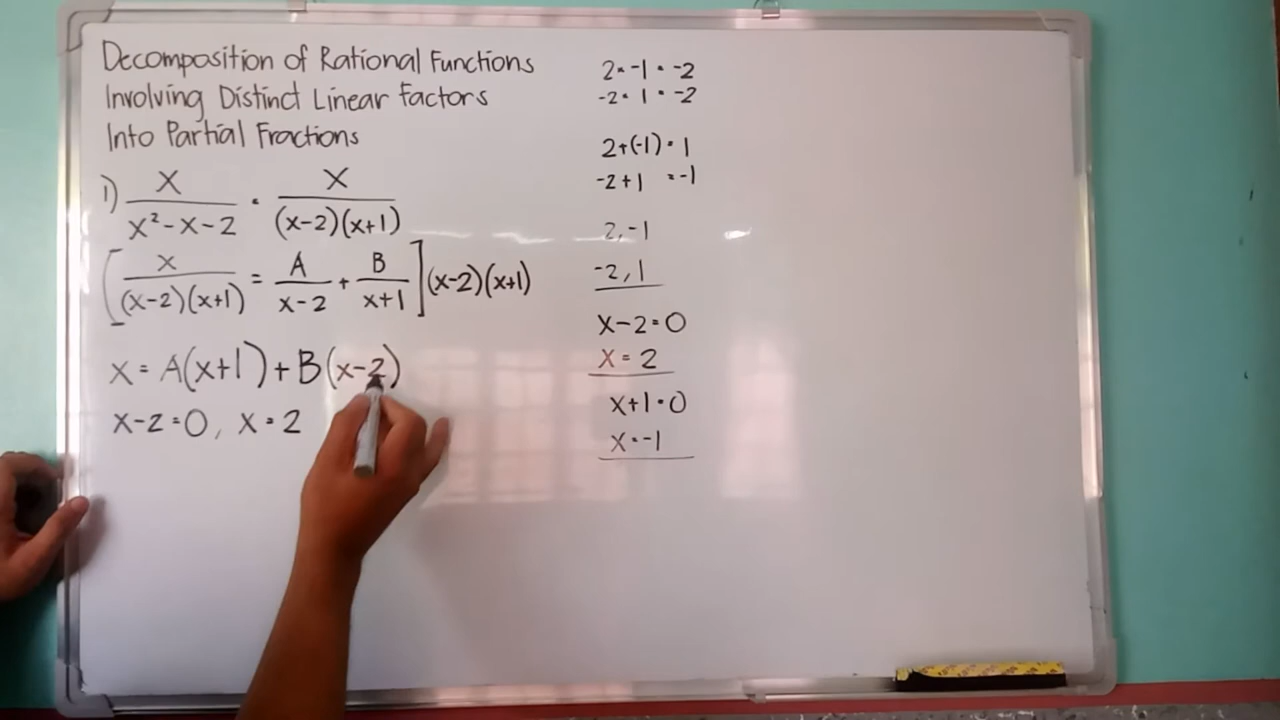 Decomposition of Rational Functions
Involving Distinct Linear Factors
Into Partial Fractions
1) x/(x²-x-2) = x/((x-2)(x+1))
[x/((x-2)(x+1)) = A/(x-2) + B/(x+1)](x-2)(x+1)
x = A(x+1) + B(x-2)
x-2=0, x=2
2 · -1 = -2
-2 · 1 = -2
2+(-1) = 1
-2+1 = -1
2, -1
-2, 1
x-2=0
x=2
x+1=0
x=-1